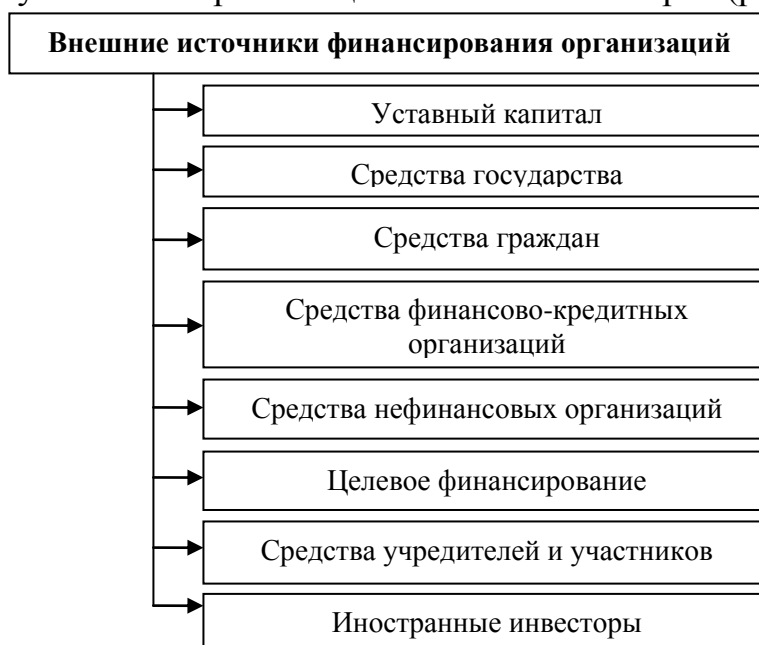 Внешние источники финансирования организаций
Уставный капитал
Средства государства
Средства граждан
Средства финансово-кредитных
организаций
Средства нефинансовых организаций
Целевое финансирование
Средства учредителей и участников
Иностранные инвесторы